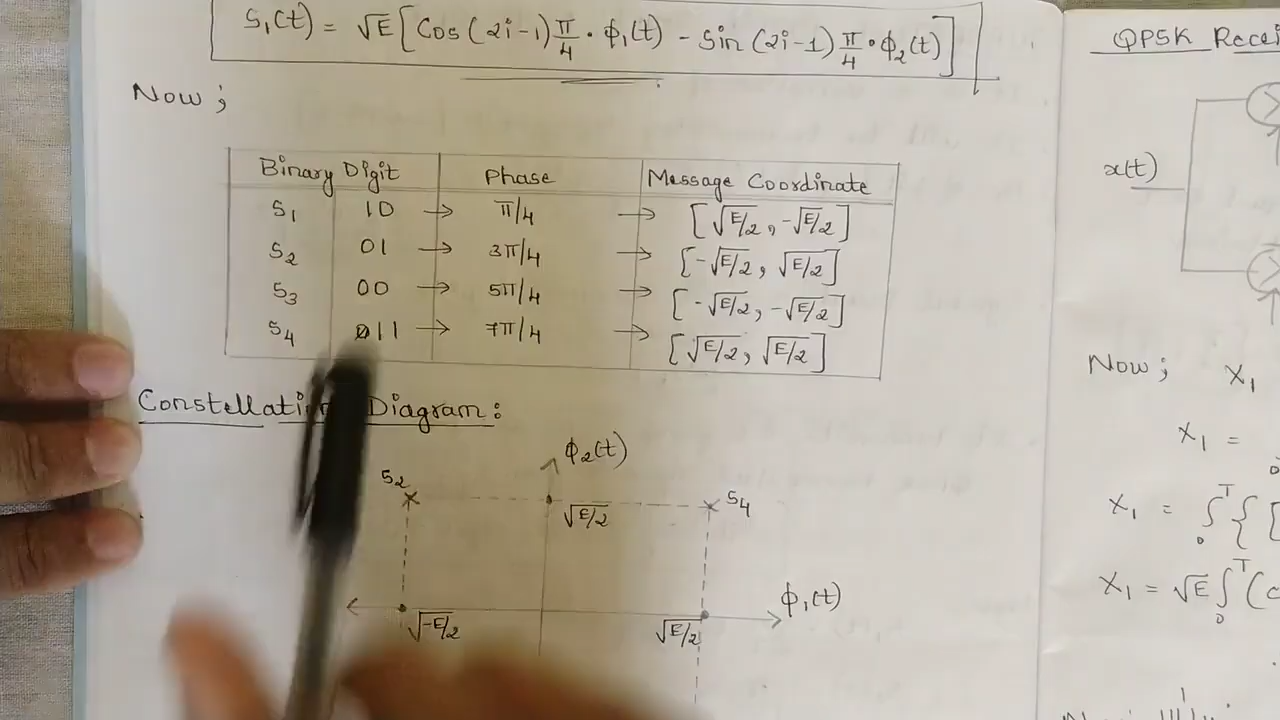 S₁(t) = √E [Cos(2i-1) π/4 · ϕ₁(t) - Sin(2i-1) π/4 · ϕ₂(t)]
Now ;
Binary Digit Phase Message Coordinate
S₁ 10 → π/4 → [√E/2, -√E/2]
S₂ 01 → 3π/4 → [-√E/2, √E/2]
S₃ 00 → 5π/4 → [-√E/2, -√E/2]
S₄ 11 → 7π/4 → [√E/2, √E/2]
Constellation Diagram :
ϕ₂(t)
S₂ S₄
√E/2
ϕ₁(t)
√-E/2 √E/2
QPSK
x(t)
Now ; X₁
X₁ =
X₁ = ∫₀ᵀ { [
X₁ = √E ∫₀ᵀ (c